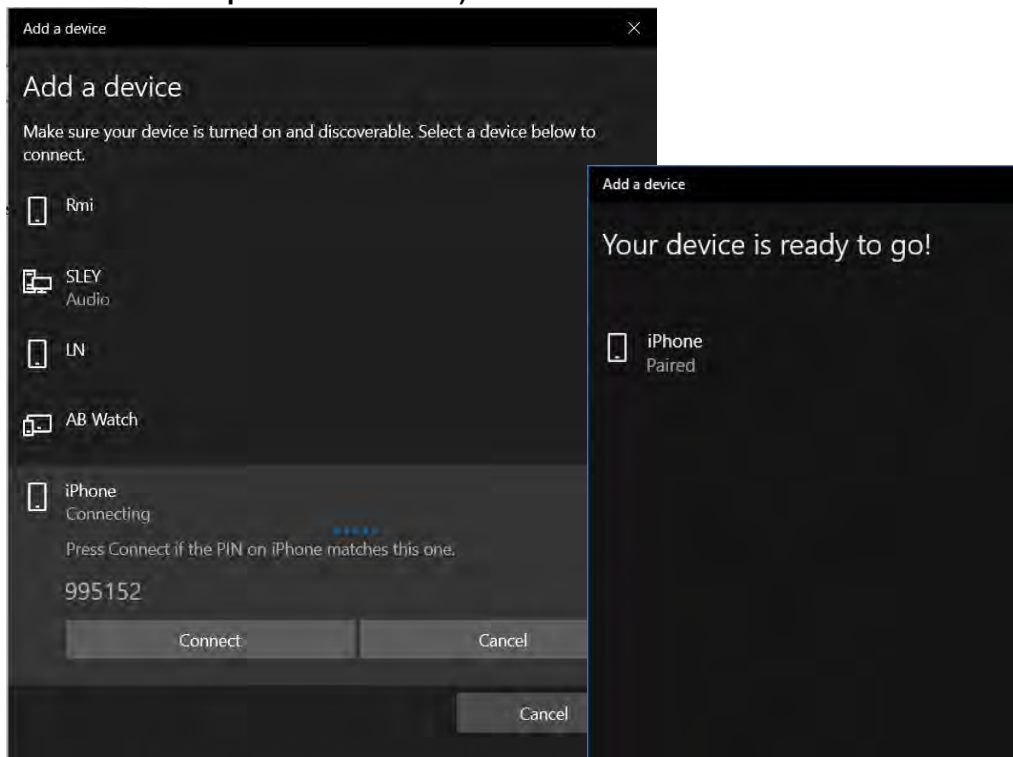 Add a device
Add a device
Make sure your device is turned on and discoverable. Select a device below to
connect.
Rmi
SLEY
Audio
LN
AB Watch
iPhone
Connecting
Press Connect if the PIN on iPhone matches this one.
995152
Connect
Cancel
Cancel
Add a device
Your device is ready to go!
iPhone
Paired